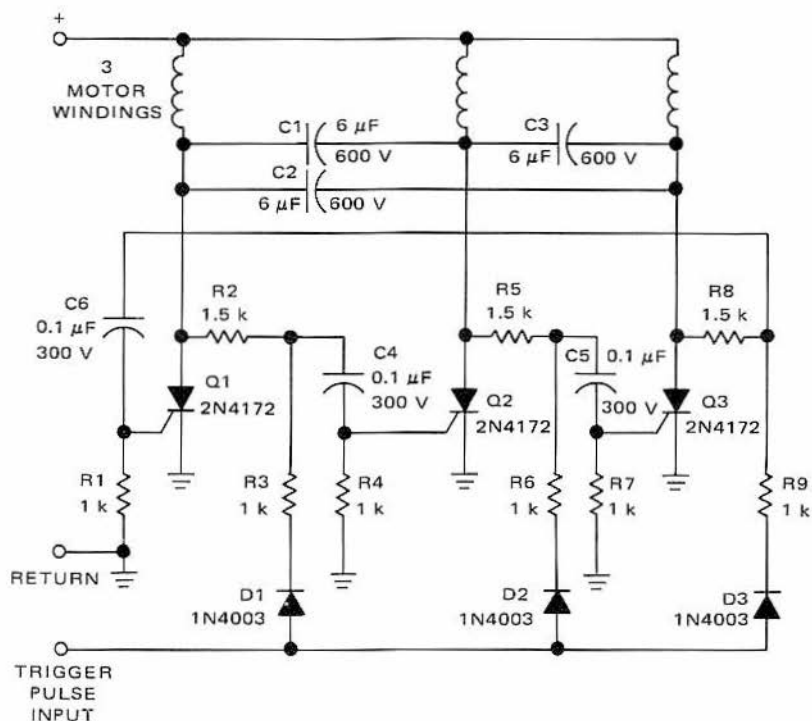 +
3
MOTOR
WINDINGS
C1
6 µF
600 V
C3
6 µF
600 V
C2
6 µF
600 V
C6
0.1 µF
300 V
R2
1.5 k
C4
0.1 µF
300 V
R5
1.5 k
C5
0.1 µF
300 V
R8
1.5 k
Q1
2N4172
Q2
2N4172
Q3
2N4172
R1
1 k
R3
1 k
R4
1 k
R6
1 k
R7
1 k
R9
1 k
RETURN
D1
1N4003
D2
1N4003
D3
1N4003
TRIGGER
PULSE
INPUT